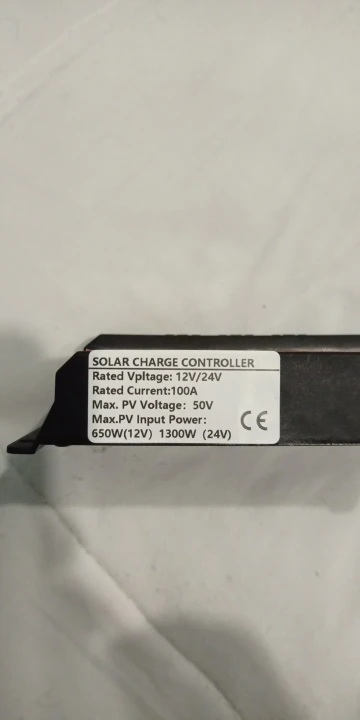 SOLAR CHARGE CONTROLLER
Rated Vpltage: 12V/24V
Rated Current:100A
Max. PV Voltage: 50V
Max.PV Input Power:
650W(12V) 1300W (24V)
CE